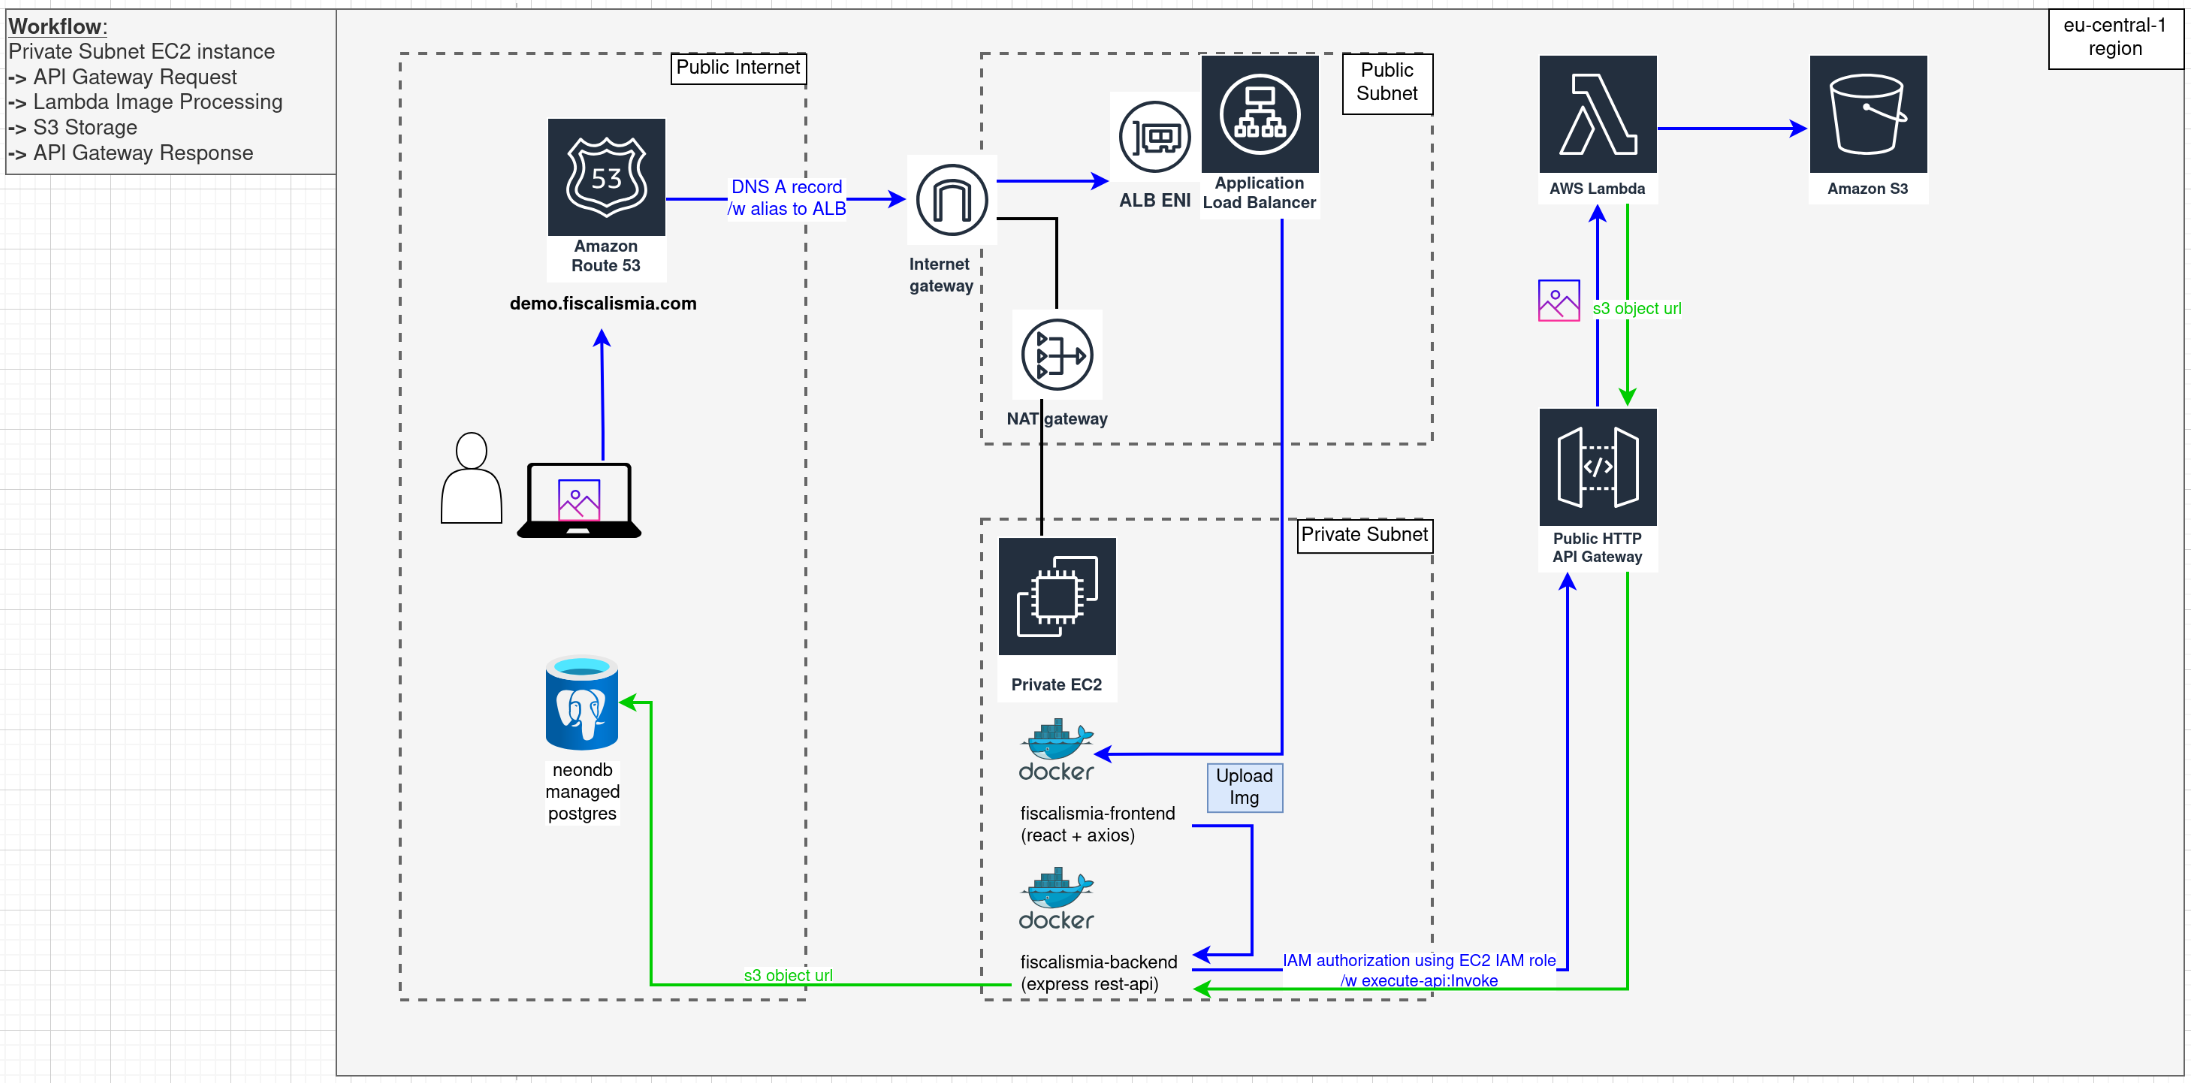 Workflow:
Private Subnet EC2 instance
-> API Gateway Request
-> Lambda Image Processing
-> S3 Storage
-> API Gateway Response
eu-central-1
region
Public Internet
53
Amazon
Route 53
demo.fiscalismia.com
DNS A record
/w alias to ALB
Internet
gateway
Public
Subnet
ALB ENI
Application
Load Balancer
NAT gateway
AWS Lambda
Amazon S3
s3 object url
</>
Public HTTP
API Gateway
Private Subnet
Private EC2
docker
Upload
Img
fiscalismia-frontend
(react + axios)
docker
fiscalismia-backend
(express rest-api)
IAM authorization using EC2 IAM role
/w execute-api:Invoke
s3 object url
neondb
managed
postgres